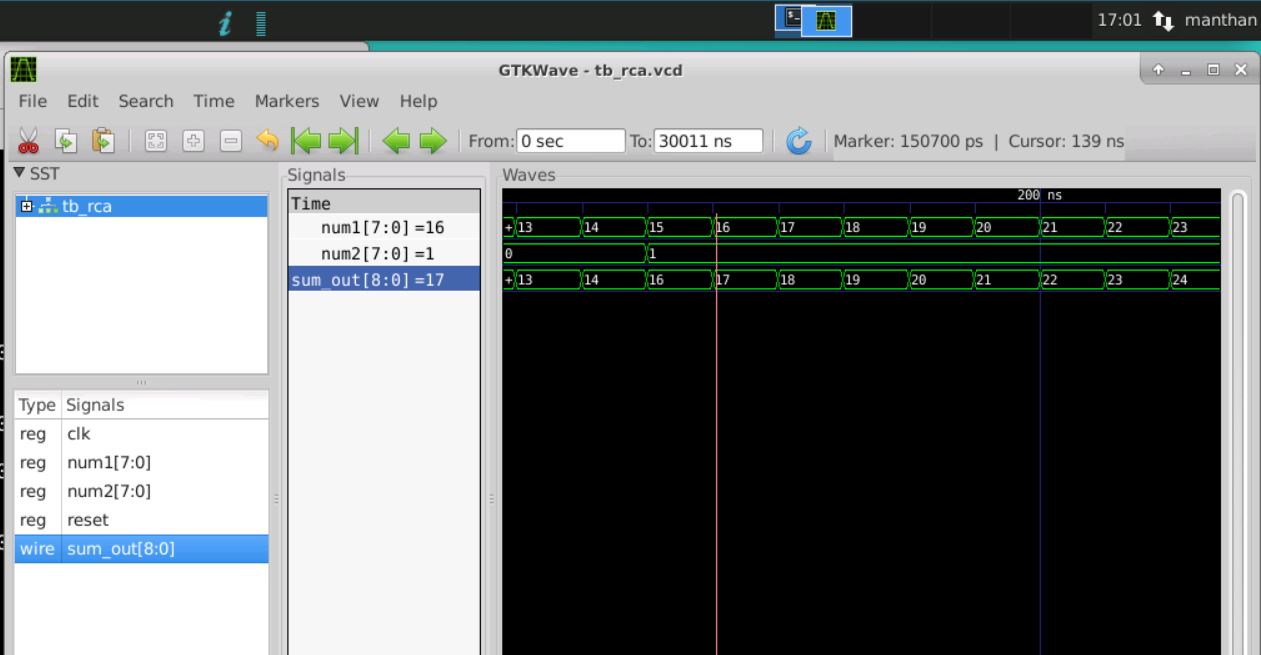 17:01 manthan
GTKWave - tb_rca.vcd
File Edit Search Time Markers View Help
From: 0 sec To: 30011 ns Marker: 150700 ps | Cursor: 139 ns
SST
tb_rca
Type Signals
reg clk
reg num1[7:0]
reg num2[7:0]
reg reset
wire sum_out[8:0]
Signals
Time
num1[7:0] =16
num2[7:0] =1
sum_out[8:0] =17
Waves
200 ns
+ 13 14 15 16 17 18 19 20 21 22 23
0 1
+ 13 14 16 17 18 19 20 21 22 23 24